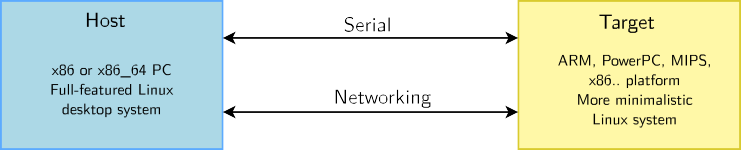 Host
x86 or x86_64 PC
Full-featured Linux
desktop system
Serial
Networking
Target
ARM, PowerPC, MIPS,
x86.. platform
More minimalistic
Linux system